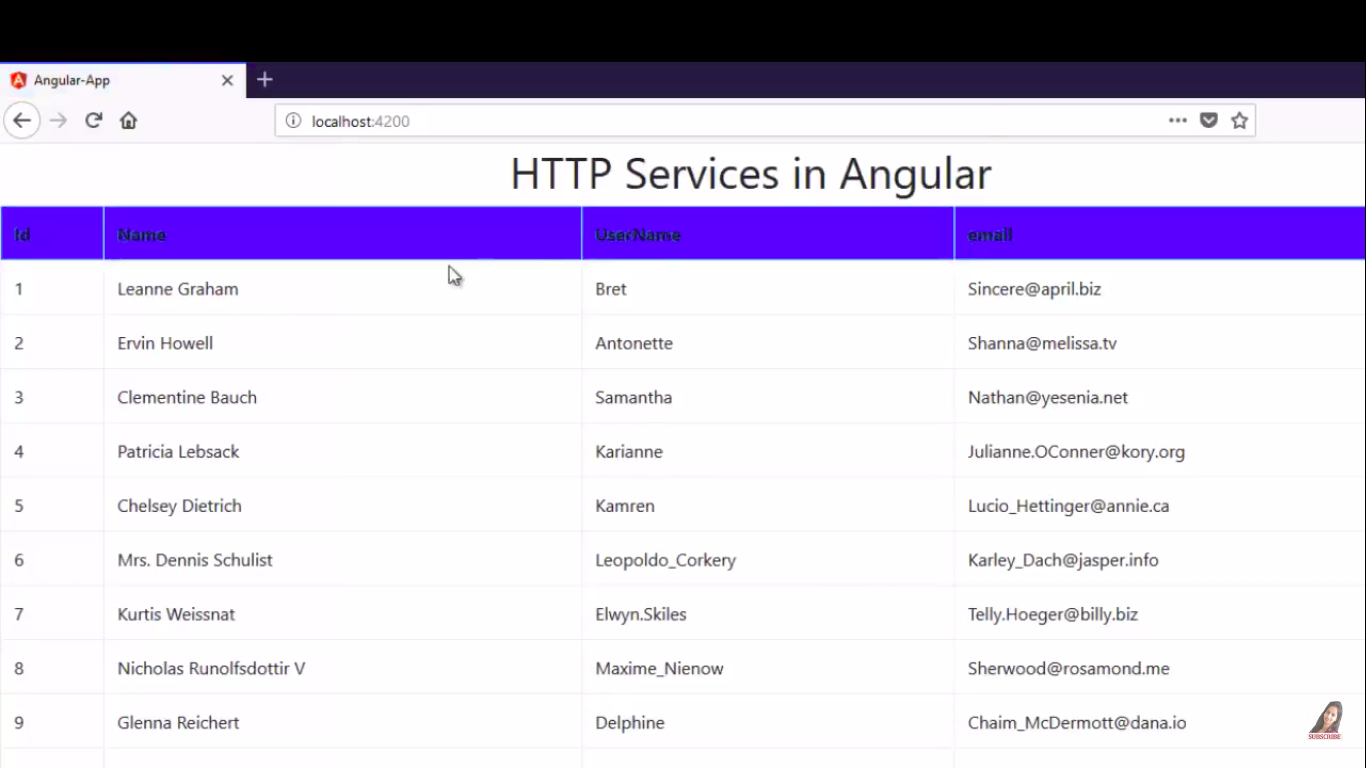 Angular-App
localhost:4200
HTTP Services in Angular
Id Name UserName email
1 Leanne Graham Bret Sincere@april.biz
2 Ervin Howell Antonette Shanna@melissa.tv
3 Clementine Bauch Samantha Nathan@yesenia.net
4 Patricia Lebsack Karianne Julianne.OConner@kory.org
5 Chelsey Dietrich Kamren Lucio_Hettinger@annie.ca
6 Mrs. Dennis Schulist Leopoldo_Corkery Karley_Dach@jasper.info
7 Kurtis Weissnat Elwyn.Skiles Telly.Hoeger@billy.biz
8 Nicholas Runolfsdottir V Maxime_Nienow Sherwood@rosamond.me
9 Glenna Reichert Delphine Chaim_McDermott@dana.io
SUBSCRIBE